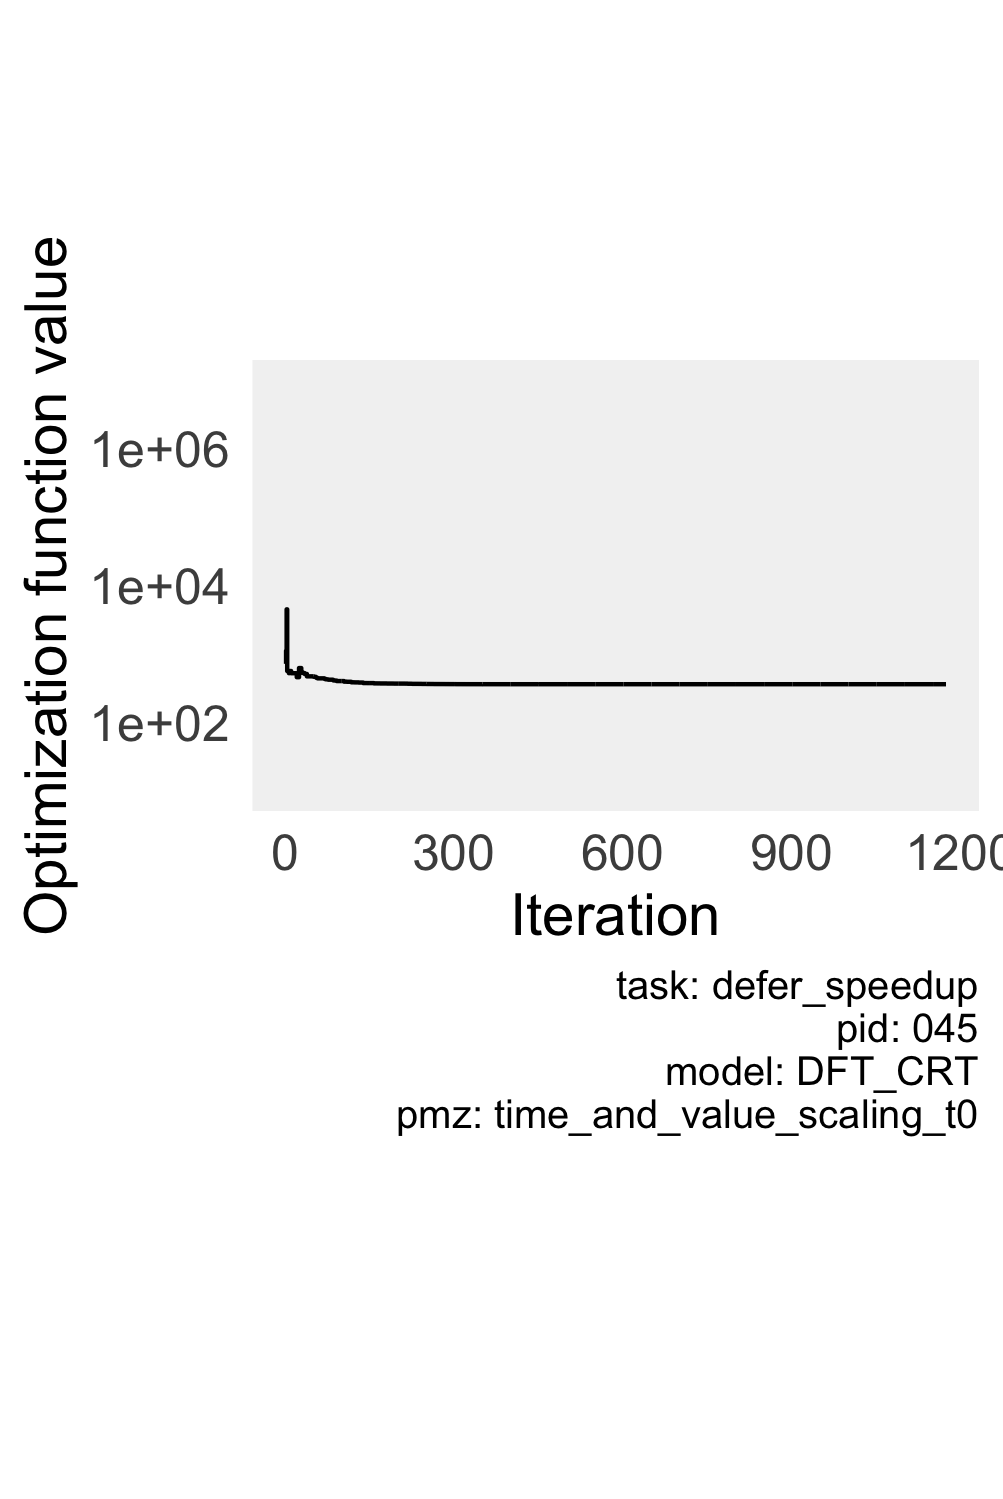 Optimization function value
1e+06
1e+04
1e+02
0 300 600 900 1200
Iteration
task: defer_speedup
pid: 045
model: DFT_CRT
pmz: time_and_value_scaling_t0